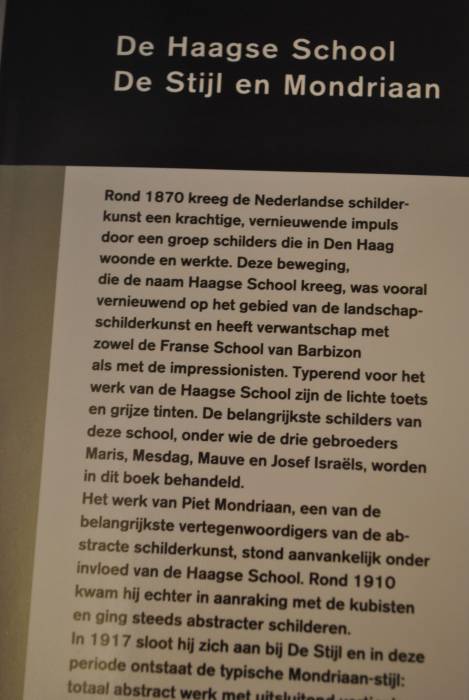 De Haagse School
De Stijl en Mondriaan
Rond 1870 kreeg de Nederlandse schilder-
kunst een krachtige, vernieuwende impuls
door een groep schilders die in Den Haag
woonde en werkte. Deze beweging,
die de naam Haagse School kreeg, was vooral
vernieuwend op het gebied van de landschap-
schilderkunst en heeft verwantschap met
zowel de Franse School van Barbizon
als met de impressionisten. Typerend voor het
werk van de Haagse School zijn de lichte toets
en grijze tinten. De belangrijkste schilders van
deze school, onder wie de drie gebroeders
Maris, Mesdag, Mauve en Josef Israëls, worden
in dit boek behandeld.
Het werk van Piet Mondriaan, een van de
belangrijkste vertegenwoordigers van de ab-
stracte schilderkunst, stond aanvankelijk onder
invloed van de Haagse School. Rond 1910
kwam hij echter in aanraking met de kubisten
en ging steeds abstracter schilderen.
In 1917 sloot hij zich aan bij De Stijl en in deze
periode ontstaat de typische Mondriaan-stijl:
totaal abstract werk met uitsluitend